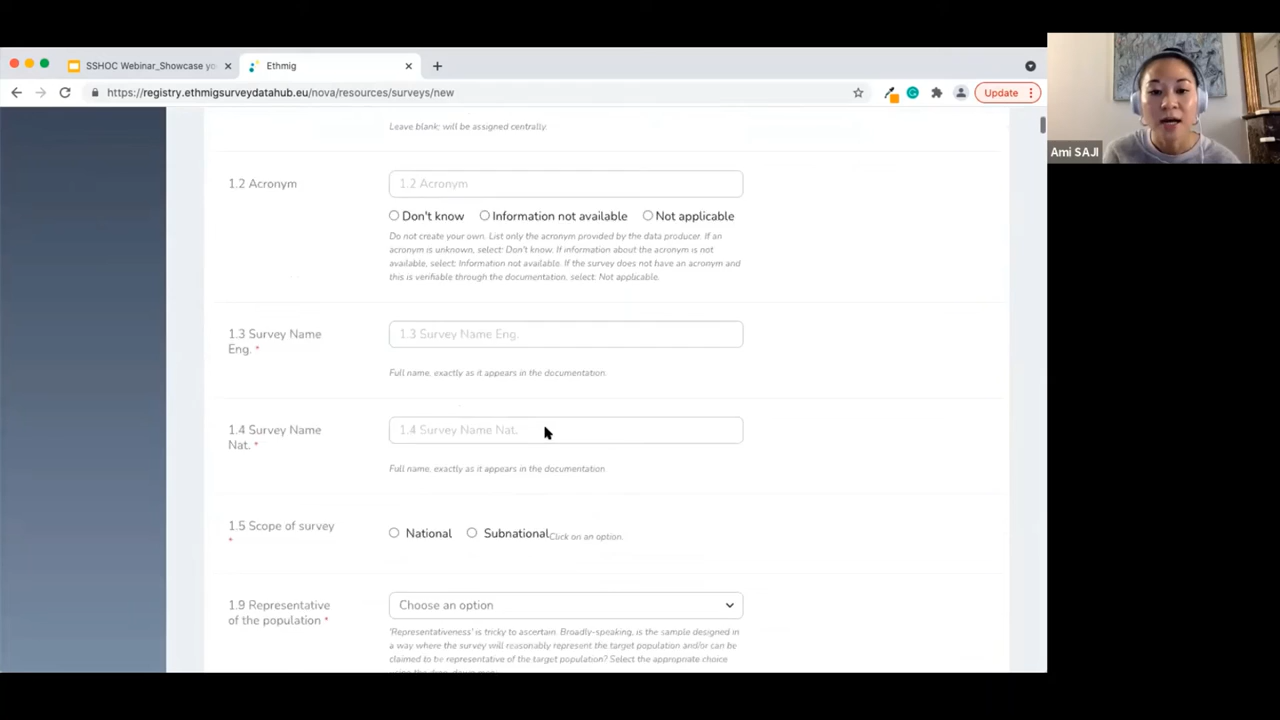 SSHOC Webinar_Showcase yo
Ethmig
https://registry.ethmigsurveydatahub.eu/nova/resources/surveys/new
Update
Ami SAJI
Leave blank; will be assigned centrally.
1.2 Acronym
1.2 Acronym
Don't know Information not available Not applicable
Do not create your own. List only the acronym provided by the data producer. If an
acronym is unknown, select: Don't know. If information about the acronym is not
available, select: Information not available. If the survey does not have an acronym and
this is verifiable through the documentation, select: Not applicable.
1.3 Survey Name
Eng. *
1.3 Survey Name Eng.
Full name, exactly as it appears in the documentation.
1.4 Survey Name
Nat. *
1.4 Survey Name Nat.
Full name, exactly as it appears in the documentation
1.5 Scope of survey
*
National Subnational Click on an option.
1.9 Representative
of the population *
Choose an option
'Representativeness' is tricky to ascertain. Broadly-speaking, is the sample designed in
a way where the survey will reasonably represent the target population and/or can be
claimed to be representative of the target population? Select the appropriate choice